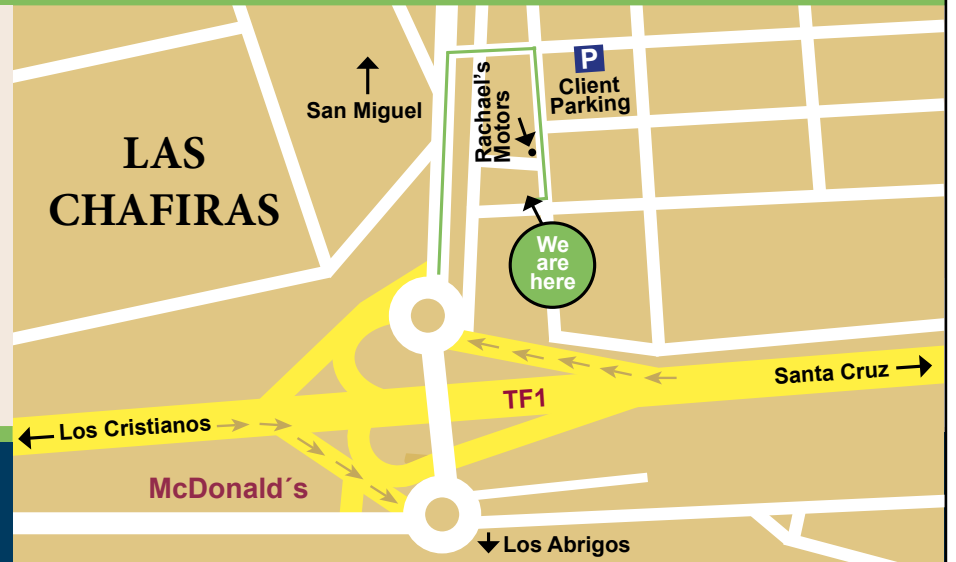 San Miguel
LAS
CHAFIRAS
Rachael's
Motors
P
Client
Parking
We
are
here
TF1
Santa Cruz
Los Cristianos
McDonald´s
Los Abrigos